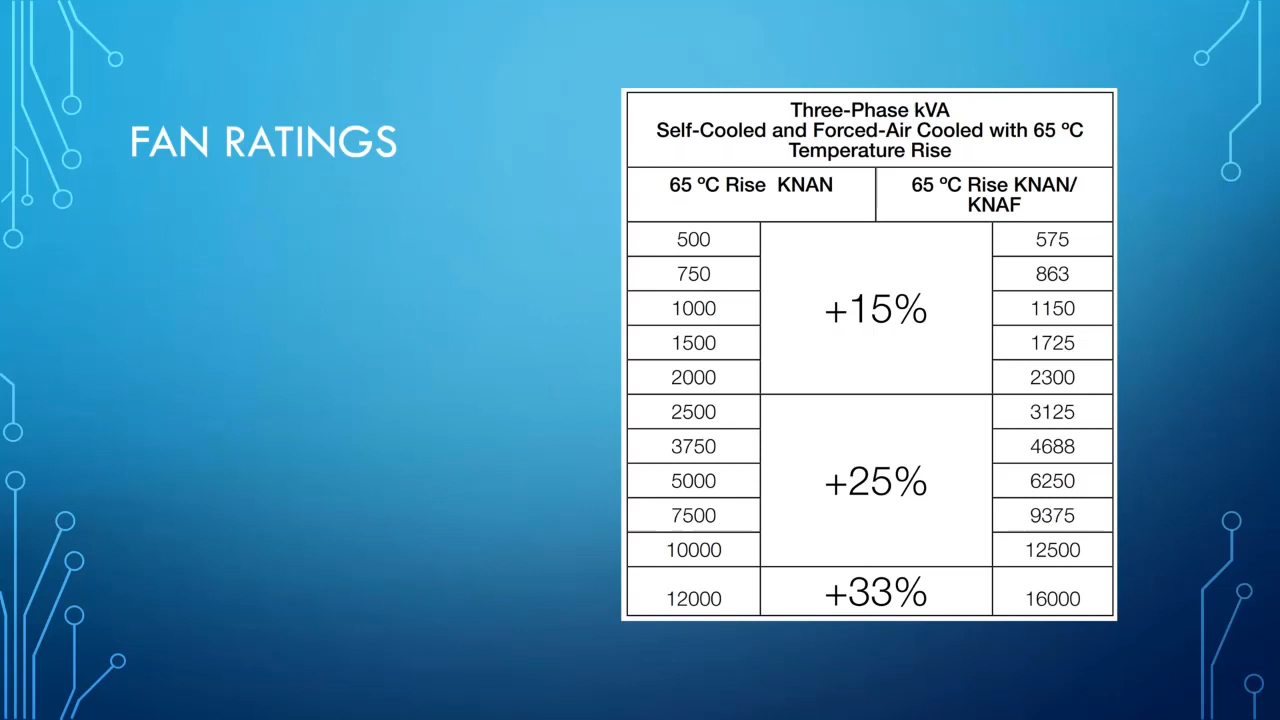 FAN RATINGS
Three-Phase kVA
Self-Cooled and Forced-Air Cooled with 65 ºC
Temperature Rise
65 ºC Rise  KNAN
65 ºC Rise KNAN/
KNAF
500 575
750 863
1000 +15% 1150
1500 1725
2000 2300
2500 3125
3750 4688
5000 +25% 6250
7500 9375
10000 12500
12000 +33% 16000